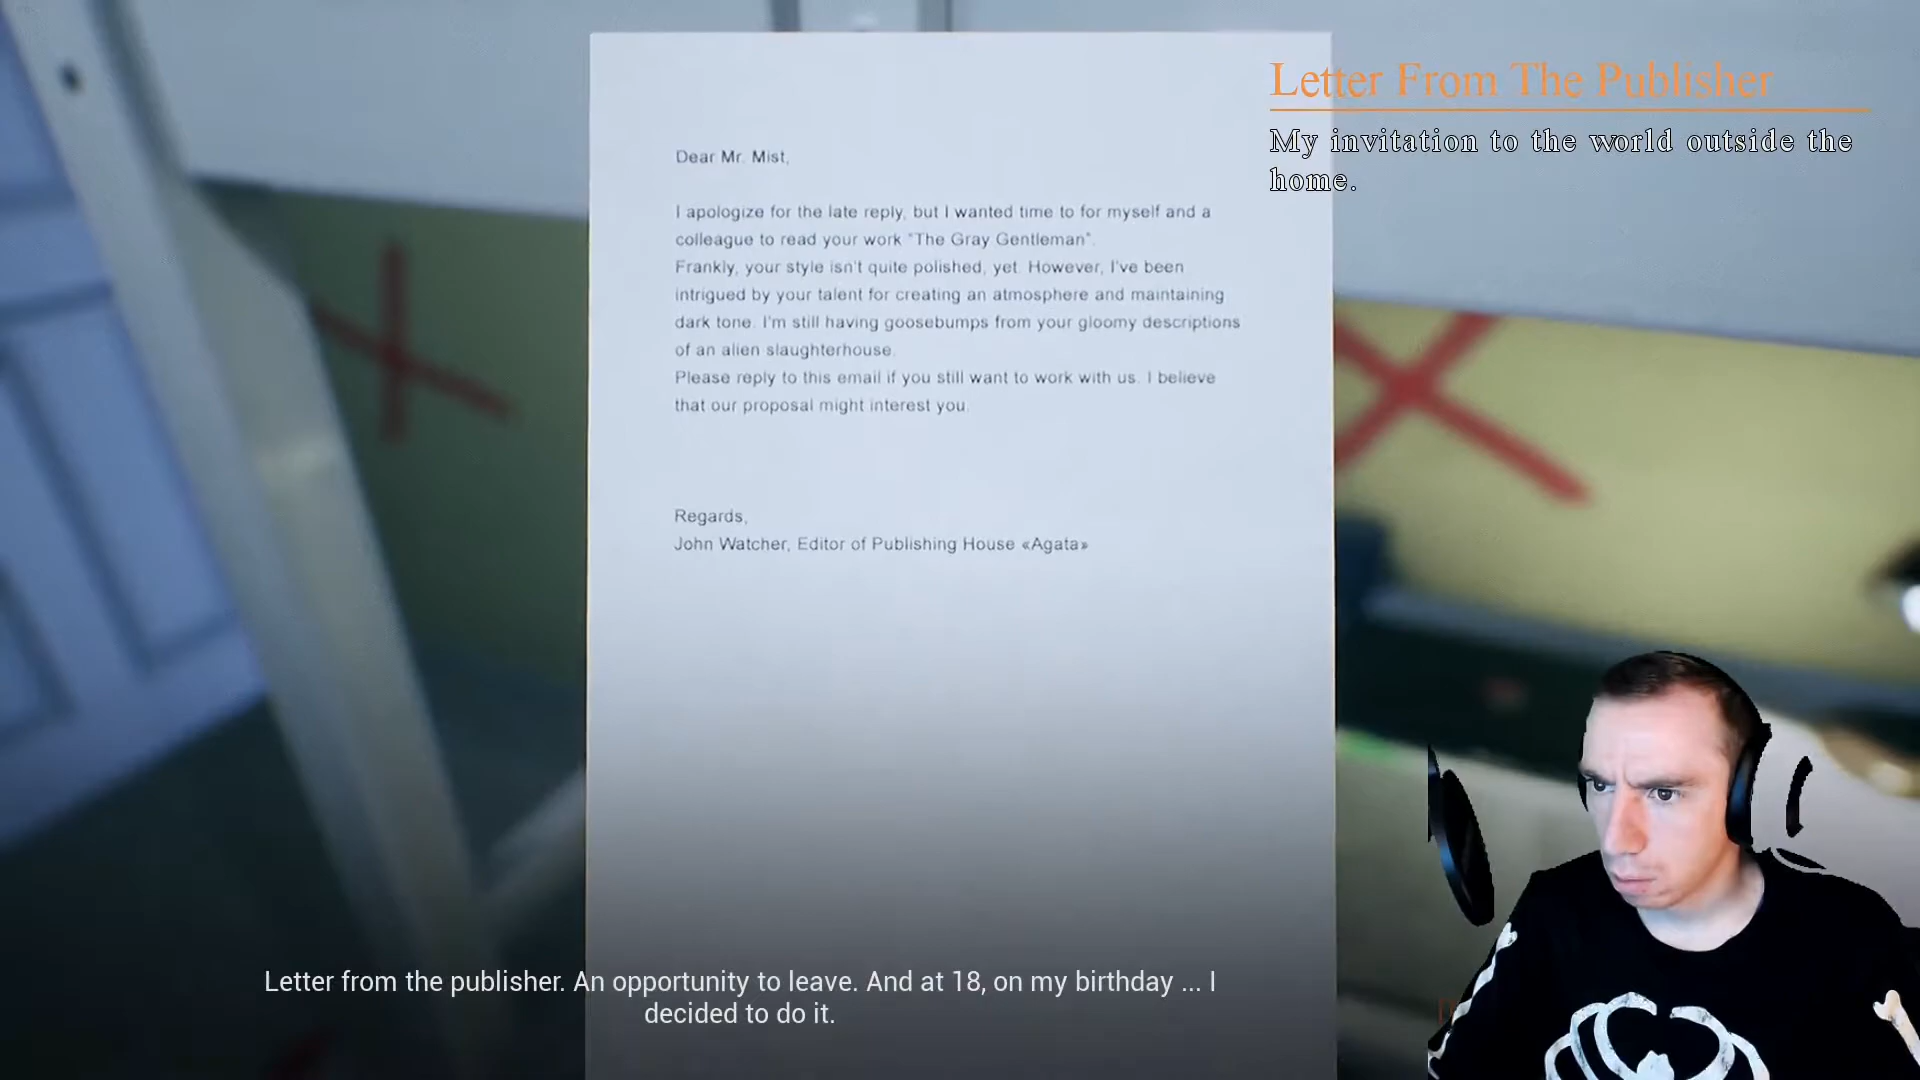 Letter From The Publisher
My invitation to the world outside the
home.
Dear Mr. Mist,
I apologize for the late reply, but I wanted time to for myself and a
colleague to read your work "The Gray Gentleman".
Frankly, your style isn't quite polished, yet. However, I've been
intrigued by your talent for creating an atmosphere and maintaining
dark tone. I'm still having goosebumps from your gloomy descriptions
of an alien slaughterhouse.
Please reply to this email if you still want to work with us. I believe
that our proposal might interest you.
Regards,
John Watcher, Editor of Publishing House «Agata»
Letter from the publisher. An opportunity to leave. And at 18, on my birthday ... I
decided to do it.